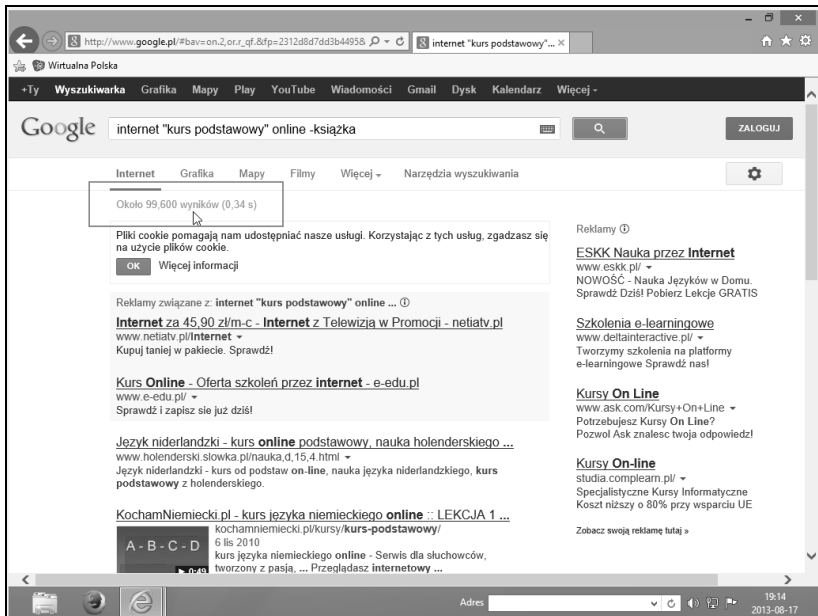 http://www.google.pl/#bav=on.2,or.r_qf.&fp=2312d8d7dd3b4495&
internet "kurs podstawowy"...
Wirtualna Polska
+Ty Wyszukiwarka Grafika Mapy Play YouTube Wiadomości Gmail Dysk Kalendarz Więcej
Google
internet "kurs podstawowy" online -książka
ZALOGUJ
Internet Grafika Mapy Filmy Więcej Narzędzia wyszukiwania
Około 99,600 wyników (0,34 s)
Pliki cookie pomagają nam udostępniać nasze usługi. Korzystając z tych usług, zgadzasz się
na użycie plików cookie.
OK Więcej informacji
Reklamy związane z: internet "kurs podstawowy" online ...
Internet za 45,90 zł/m-c - Internet z Telewizją w Promocji - netiatv.pl
www.netiatv.pl/Internet
Kupuj taniej w pakiecie. Sprawdź!
Kurs Online - Oferta szkoleń przez internet - e-edu.pl
www.e-edu.pl/
Sprawdź i zapisz sie już dziś!
Język niderlandzki - kurs online podstawowy, nauka holenderskiego ...
www.holenderski.slowka.pl/nauka,d,15,4.html
Język niderlandzki - kurs od podstaw on-line, nauka języka niderlandzkiego, kurs
podstawowy z holenderskiego.
KochamNiemiecki.pl - kurs języka niemieckiego online :: LEKCJA 1 ...
kochamniemiecki.pl/kursy/kurs-podstawowy/
6 lis 2010
kurs języka niemieckiego online - Serwis dla słuchowców,
tworzony z pasją, ... Przeglądasz internetowy ...
A - B - C - D
0:49
Reklamy
ESKK Nauka przez Internet
www.eskk.pl/
NOWOŚĆ - Nauka Języków w Domu.
Sprawdź Dziś! Pobierz Lekcje GRATIS
Szkolenia e-learningowe
www.deltainteractive.pl/
Tworzymy szkolenia na platformy
e-learningowe Sprawdź nas!
Kursy On Line
www.ask.com/Kursy+On+Line
Potrzebujesz Kursy On Line?
Pozwol Ask znalesc twoja odpowiedz!
Kursy On-line
studia.complearn.pl/
Specjalistyczne Kursy Informatyczne
Koszt niższy o 80% przy wsparciu UE
Zobacz swoją reklamę tutaj »
Adres
19:14
2013-08-17